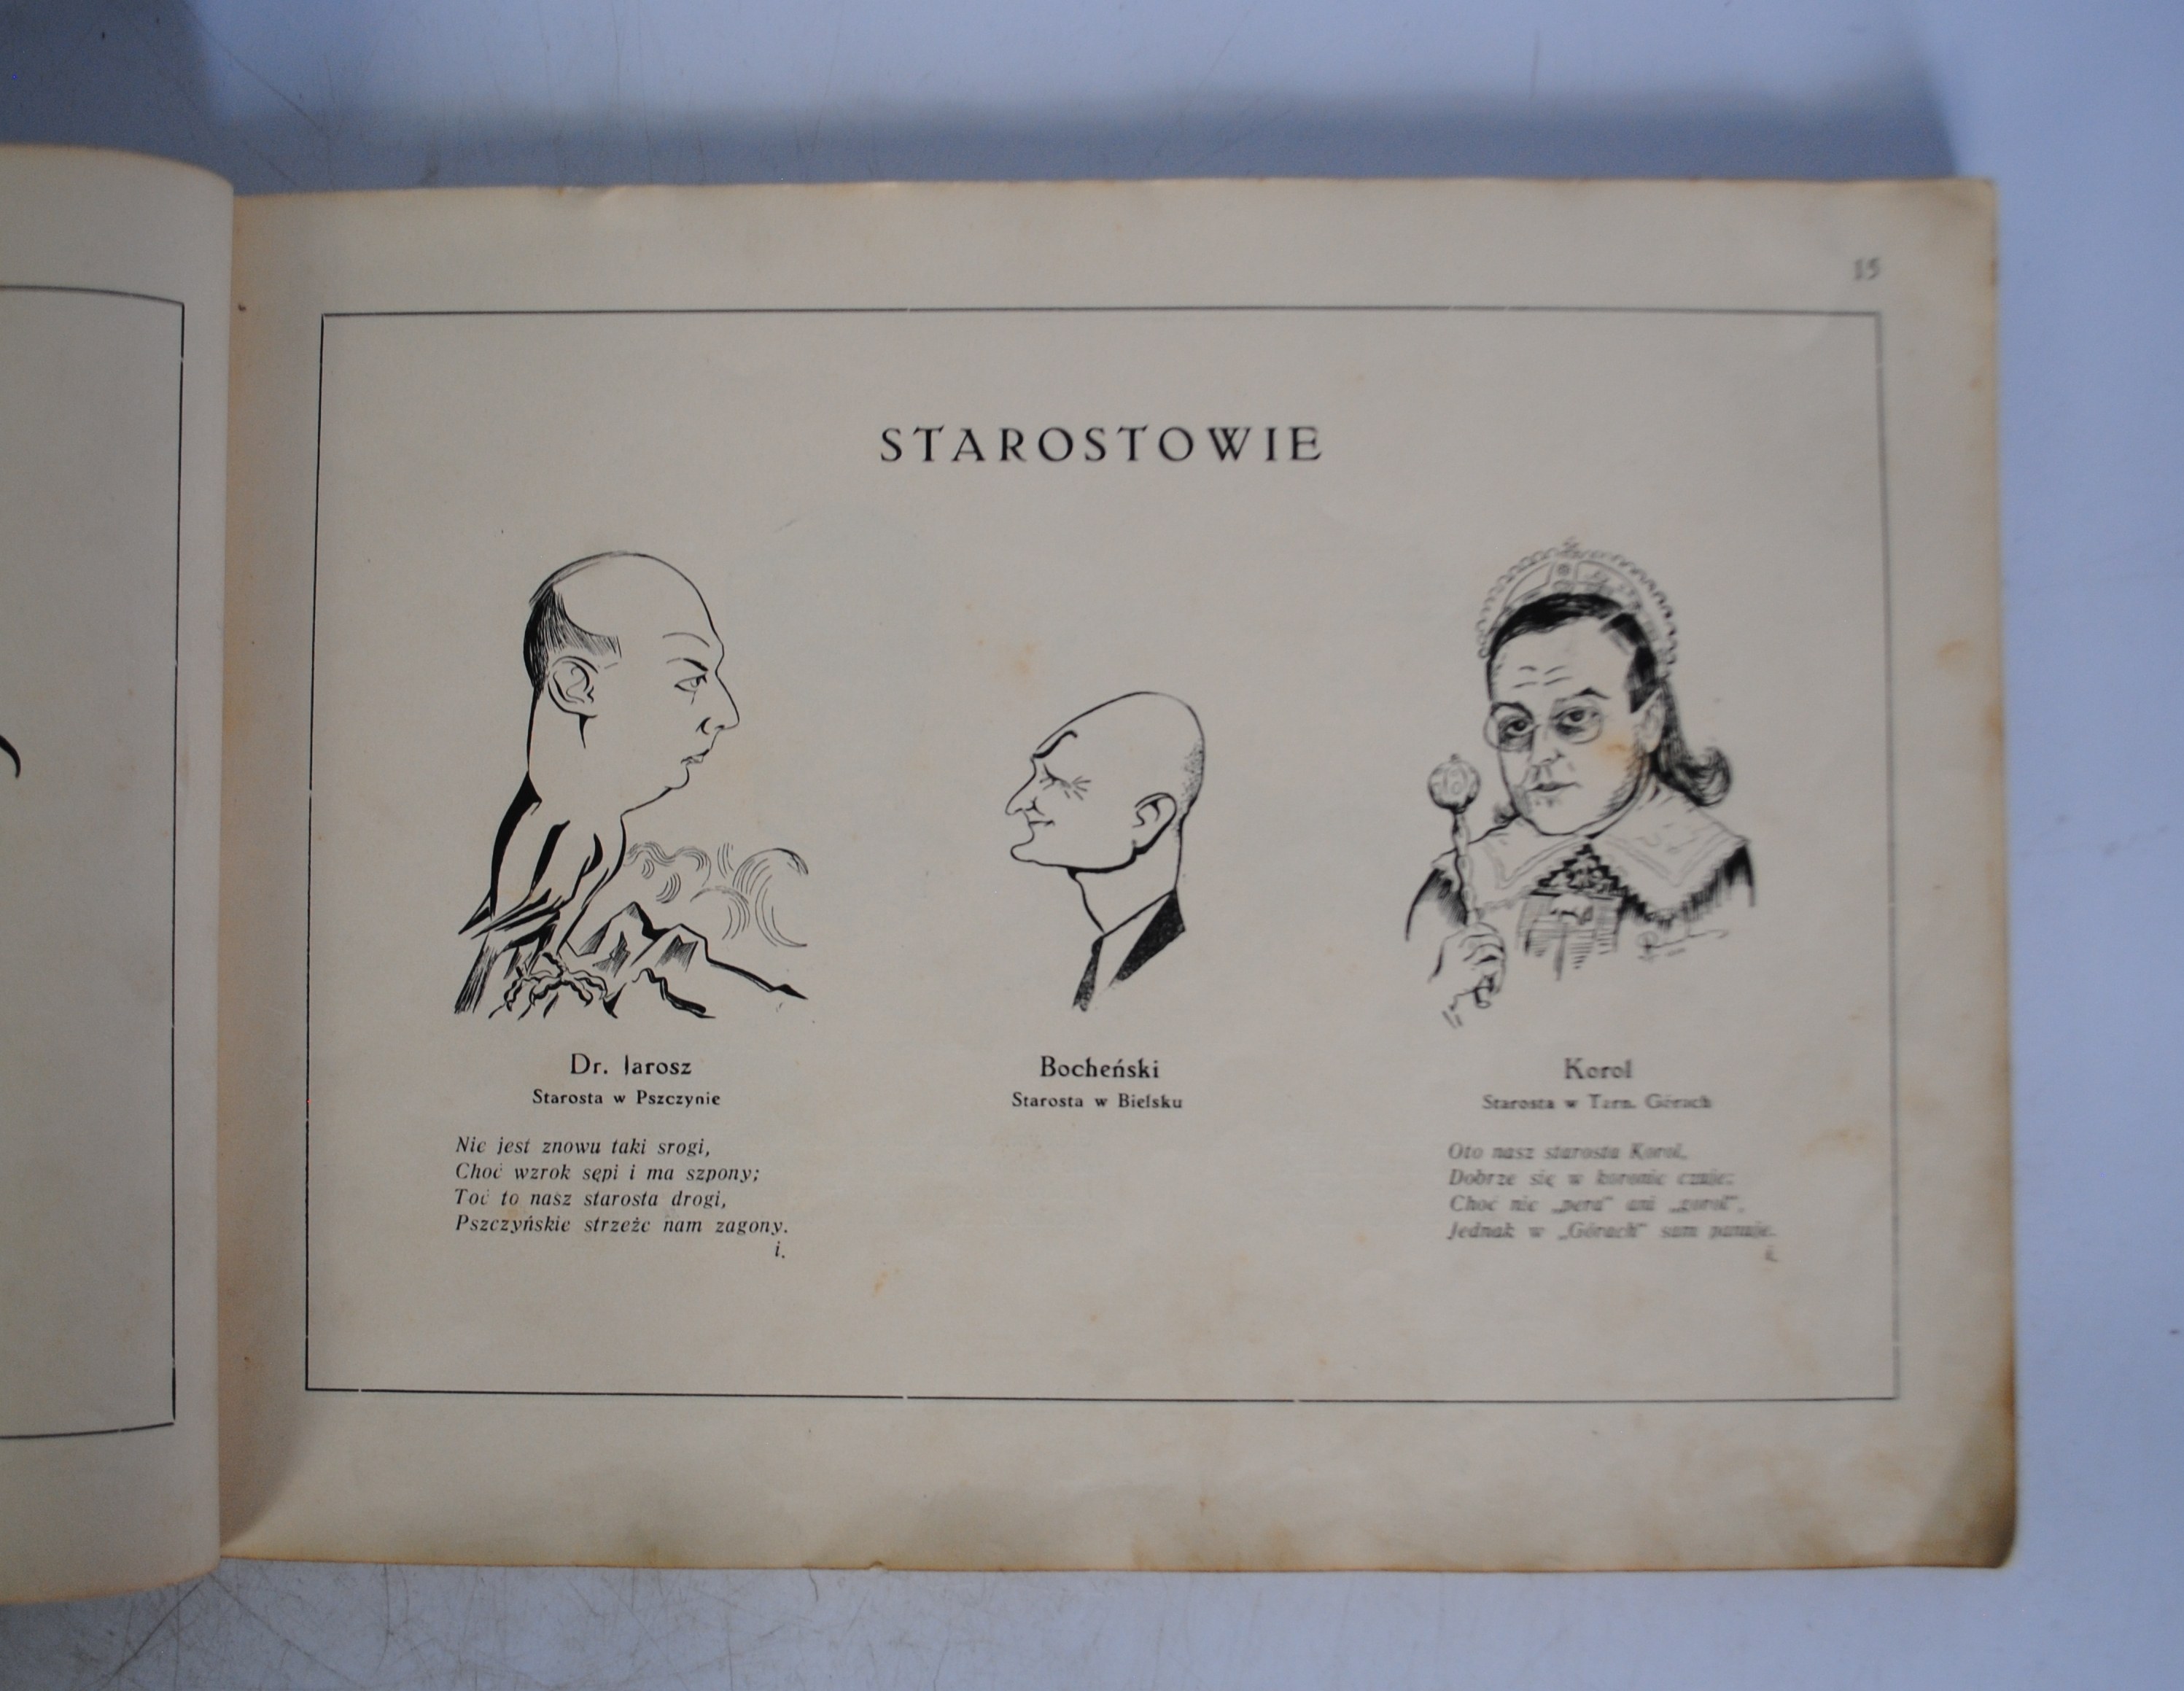 15
STAROSTOWIE
Dr. Jarosz
Starosta w Pszczynie
Nie jest znowu taki srogi,
Choć wzrok sępi i ma szpony;
Toć to nasz starosta drogi,
Pszczyńskie strzeże nam zagony.
i.
Bocheński
Starosta w Bielsku
Korol
Starosta w Tarn. Górach
Oto nasz starosta Korol,
Dobrze się w koronie czuje;
Choć nie „pera” ani „gorol”,
Jednak w „Górach” sam panuje.
i.